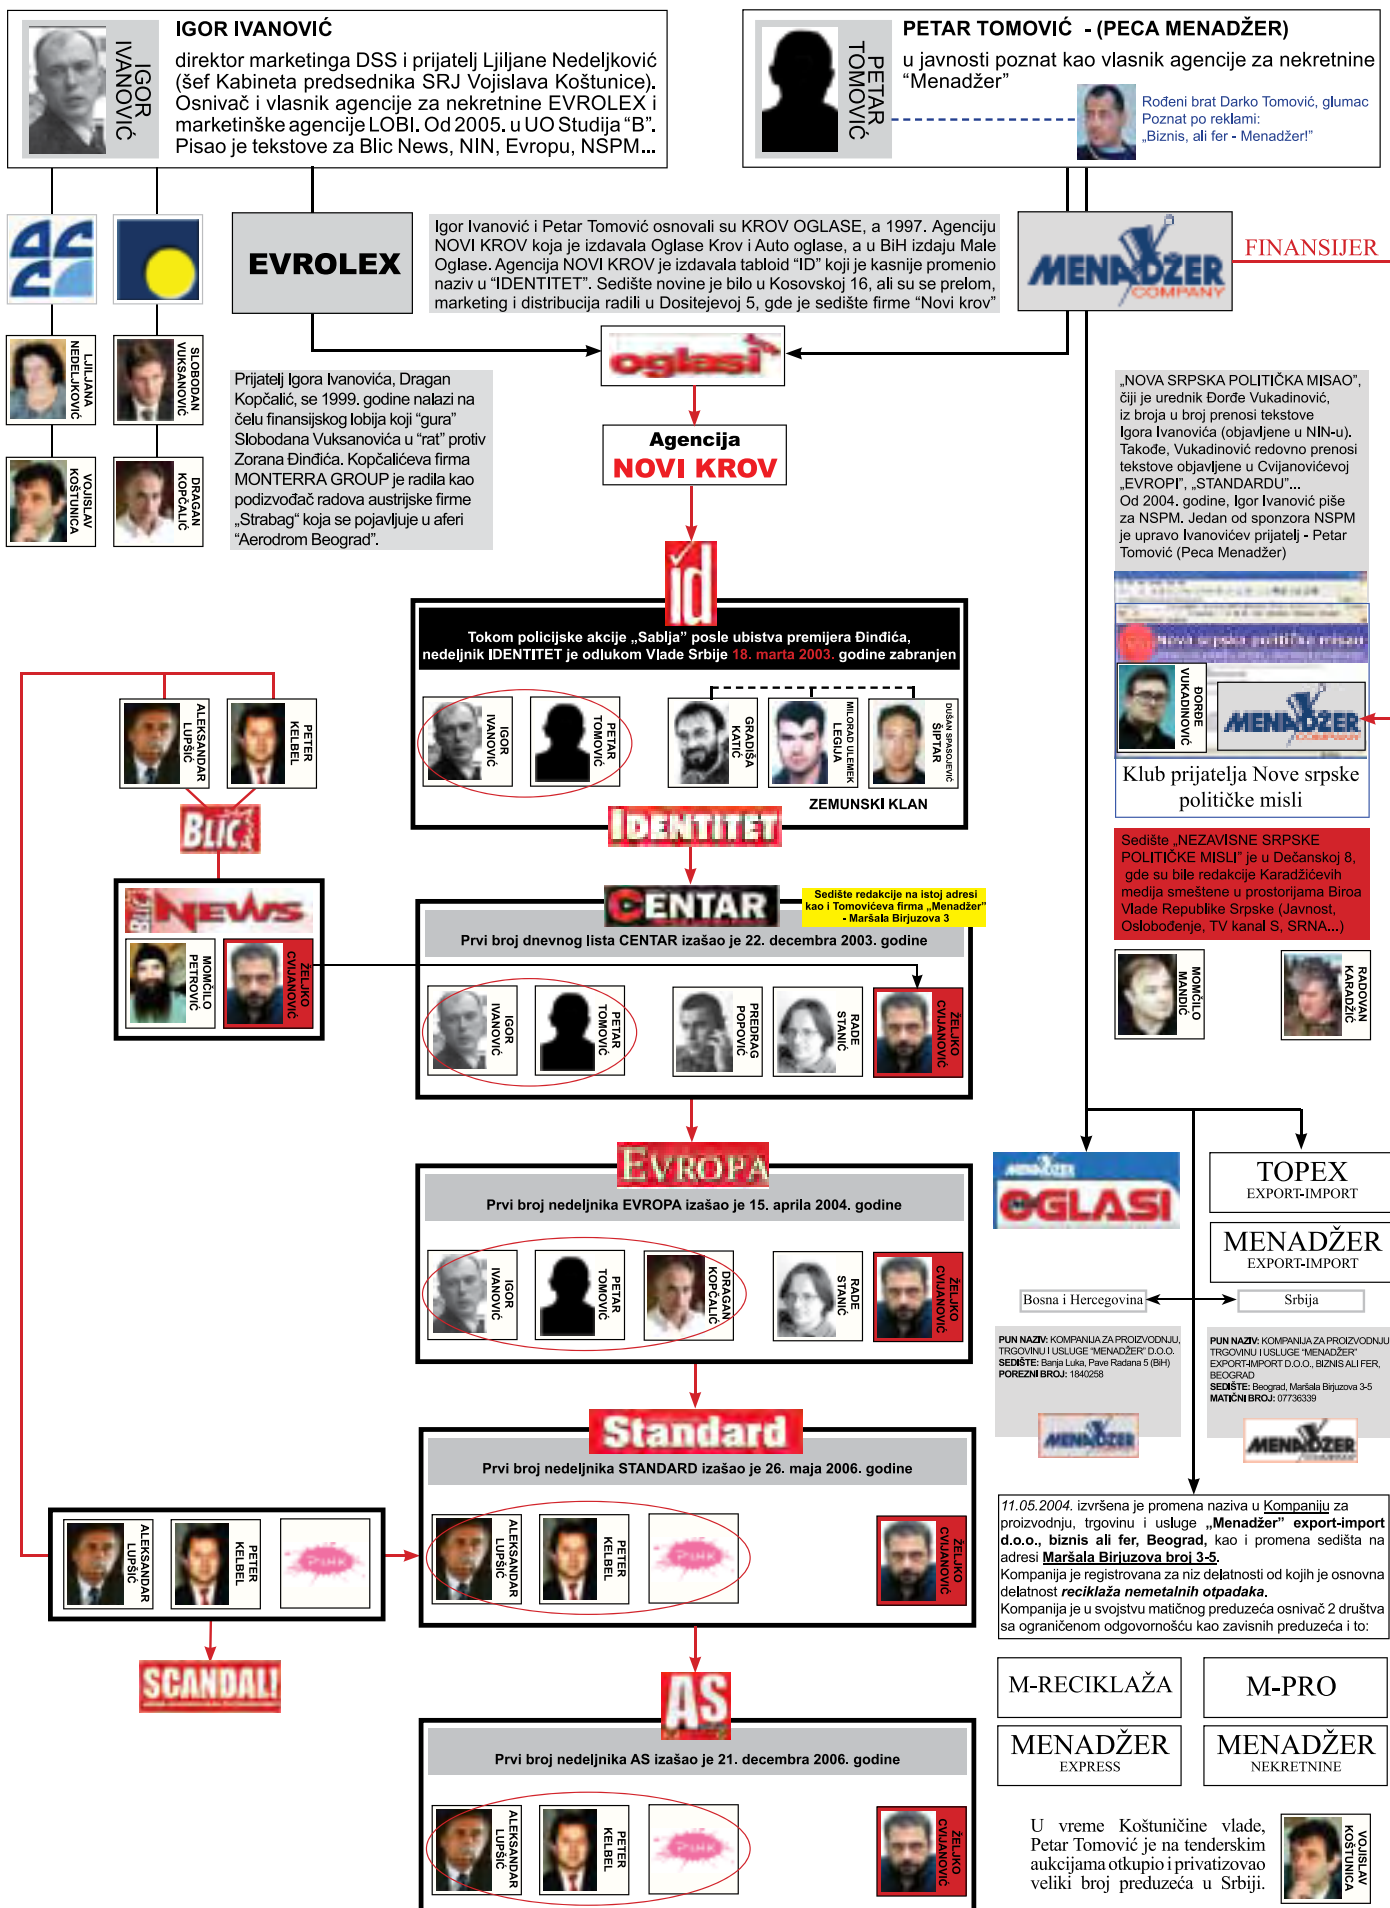 IGOR IVANOVIĆ
IGOR
IVANOVIĆ
direktor marketinga DSS i prijatelj Ljiljane Nedeljković
(šef Kabineta predsednika SRJ Vojislava Koštunice).
Osnivač i vlasnik agencije za nekretnine EVROLEX i
marketinške agencije LOBI. Od 2005. u UO Studija “B”.
Pisao je tekstove za Blic News, NIN, Evropu, NSPM...
PETAR TOMOVIĆ - (PECA MENADŽER)
PETAR
TOMOVIĆ
u javnosti poznat kao vlasnik agencije za nekretnine
“Menadžer”
Rođeni brat Darko Tomović, glumac
Poznat po reklami:
„Biznis, ali fer - Menadžer!”
LJILJANA
NEDELJKOVIĆ
SLOBODAN
VUKSANOVIĆ
VOJISLAV
KOŠTUNICA
DRAGAN
KOPČALIĆ
EVROLEX
Igor Ivanović i Petar Tomović osnovali su KROV OGLASE, a 1997. Agenciju
NOVI KROV koja je izdavala Oglase Krov i Auto oglase, a u BiH izdaju Male
Oglase. Agencija NOVI KROV je izdavala tabloid “ID” koji je kasnije promenio
naziv u “IDENTITET”. Sedište novine je bilo u Kosovskoj 16, ali su se prelom,
marketing i distribucija radili u Dositejevoj 5, gde je sedište firme “Novi krov”
MENADŽER
COMPANY
FINANSIJER
oglasi
Prijatelj Igora Ivanovića, Dragan
Kopčalić, se 1999. godine nalazi na
čelu finansijskog lobija koji “gura”
Slobodana Vuksanovića u “rat” protiv
Zorana Đinđića. Kopčalićeva firma
MONTERRA GROUP je radila kao
podizvođač radova austrijske firme
„Strabag“ koja se pojavljuje u aferi
“Aerodrom Beograd”.
Agencija
NOVI KROV
„NOVA SRPSKA POLITIČKA MISAO”,
čiji je urednik Đorđe Vukadinović,
iz broja u broj prenosi tekstove
Igora Ivanovića (objavljene u NIN-u).
Takođe, Vukadinović redovno prenosi
tekstove objavljene u Cvijanovićevoj
„EVROPI”, „STANDARDU”...
Od 2004. godine, Igor Ivanović piše
za NSPM. Jedan od sponzora NSPM
je upravo Ivanovićev prijatelj - Petar
Tomović (Peca Menadžer)
id
Tokom policijske akcije „Sablja” posle ubistva premijera Đinđića,
nedeljnik IDENTITET je odlukom Vlade Srbije 18. marta 2003. godine zabranjen
IGOR
IVANOVIĆ
PETAR
TOMOVIĆ
GRADIŠA
KATIĆ
MILORAD ULEMEK
LEGIJA
DUŠAN SPASOJEVIĆ
ŠIPTAR
ZEMUNSKI KLAN
IDENTITET
Nova srpska politička misao
ĐORĐE
VUKADINOVIĆ
MENADŽER
COMPANY
Klub prijatelja Nove srpske
političke misli
Sedište „NEZAVISNE SRPSKE
POLITIČKE MISLI” je u Dečanskoj 8,
gde su bile redakcije Karadžićevih
medija smeštene u prostorijama Biroa
Vlade Republike Srpske (Javnost,
Oslobođenje, TV kanal S, SRNA...)
MOMČILO
MANDIĆ
RADOVAN
KARADŽIĆ
ALEKSANDAR
LUPŠIĆ
PETER
KELBEL
BLIC
BLIC
NEWS
MOMČILO
PETROVIĆ
ŽELJKO
CVIJANOVIĆ
CENTAR
Sedište redakcije na istoj adresi
kao i Tomovićeva firma „Menadžer”
- Maršala Birjuzova 3
Prvi broj dnevnog lista CENTAR izašao je 22. decembra 2003. godine
IGOR
IVANOVIĆ
PETAR
TOMOVIĆ
PREDRAG
POPOVIĆ
RADE
STANIĆ
ŽELJKO
CVIJANOVIĆ
EVROPA
Prvi broj nedeljnika EVROPA izašao je 15. aprila 2004. godine
IGOR
IVANOVIĆ
PETAR
TOMOVIĆ
DRAGAN
KOPČALIĆ
RADE
STANIĆ
ŽELJKO
CVIJANOVIĆ
MENADŽER
OGLASI
TOPEX
EXPORT-IMPORT
MENADŽER
EXPORT-IMPORT
Bosna i Hercegovina
Srbija
PUN NAZIV: KOMPANIJA ZA PROIZVODNJU,
TRGOVINU I USLUGE “MENADŽER” D.O.O.
SEDIŠTE: Banja Luka, Pave Radana 5 (BiH)
POREZNI BROJ: 1840258
MENADŽER
PUN NAZIV: KOMPANIJA ZA PROIZVODNJU
TRGOVINU I USLUGE “MENADŽER”
EXPORT-IMPORT D.O.O., BIZNIS ALI FER,
BEOGRAD
SEDIŠTE: Beograd, Maršala Birjuzova 3-5
MATIČNI BROJ: 07736339
MENADŽER
Standard
Prvi broj nedeljnika STANDARD izašao je 26. maja 2006. godine
ALEKSANDAR
LUPŠIĆ
PETER
KELBEL
PINK
ŽELJKO
CVIJANOVIĆ
ALEKSANDAR
LUPŠIĆ
PETER
KELBEL
PINK
SCANDAL!
11.05.2004. izvršena je promena naziva u Kompaniju za
proizvodnju, trgovinu i usluge „Menadžer” export-import
d.o.o., biznis ali fer, Beograd, kao i promena sedišta na
adresi Maršala Birjuzova broj 3-5.
Kompanija je registrovana za niz delatnosti od kojih je osnovna
delatnost reciklaža nemetalnih otpadaka.
Kompanija je u svojstvu matičnog preduzeća osnivač 2 društva
sa ograničenom odgovornošću kao zavisnih preduzeća i to:
M-RECIKLAŽA
M-PRO
MENADŽER
EXPRESS
MENADŽER
NEKRETNINE
AS
Prvi broj nedeljnika AS izašao je 21. decembra 2006. godine
ALEKSANDAR
LUPŠIĆ
PETER
KELBEL
PINK
ŽELJKO
CVIJANOVIĆ
U vreme Koštuničine vlade,
Petar Tomović je na tenderskim
aukcijama otkupio i privatizovao
veliki broj preduzeća u Srbiji.
VOJISLAV
KOŠTUNICA